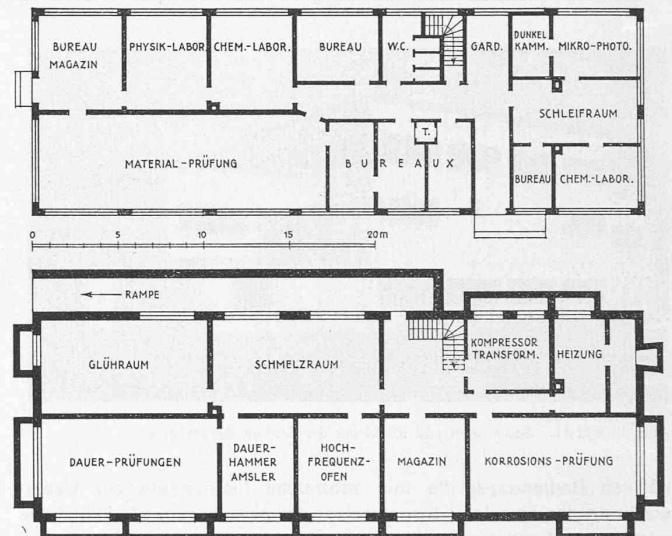 BUREAU
MAGAZIN
PHYSIK-LABOR.
CHEM.-LABOR.
BUREAU
W.C.
GARD.
DUNKEL
KAMM.
MIKRO-PHOTO.
SCHLEIFRAUM
MATERIAL-PRÜFUNG
T.
BUREAUX
BUREAU
CHEM.-LABOR.
0 5 10 15 20m
RAMPE
GLÜHRAUM
SCHMELZRAUM
KOMPRESSOR
TRANSFORM.
HEIZUNG
DAUER-PRÜFUNGEN
DAUER-
HAMMER
AMSLER
HOCH-
FREQUENZ-
OFEN
MAGAZIN
KORROSIONS-PRÜFUNG